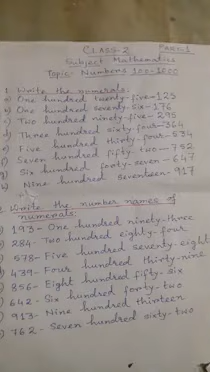 CLASS-2 Page:1
Subject Mathematics
Topic: Numbers 100-1000
1. Write the numerals.
a) One hundred twenty-five-125
b) One hundred seventy-six-176
c) Two hundred ninety-five-295
d) Three hundred sixty four-364
e) Five hundred thirty four-534
f) Seven hundred fifty-two-752
g) Six hundred forty-seven-647
h) Nine hundred seventeen-917
2. Write the number names of
numerals:
193-One hundred ninety-three
284-Two hundred eighty-four
578-Five hundred seventy-eight
439-Four hundred thirty-nine
856-Eight hundred fifty-six
642-Six hundred forty-two
913-Nine hundred thirteen
762-Seven hundred sixty-two